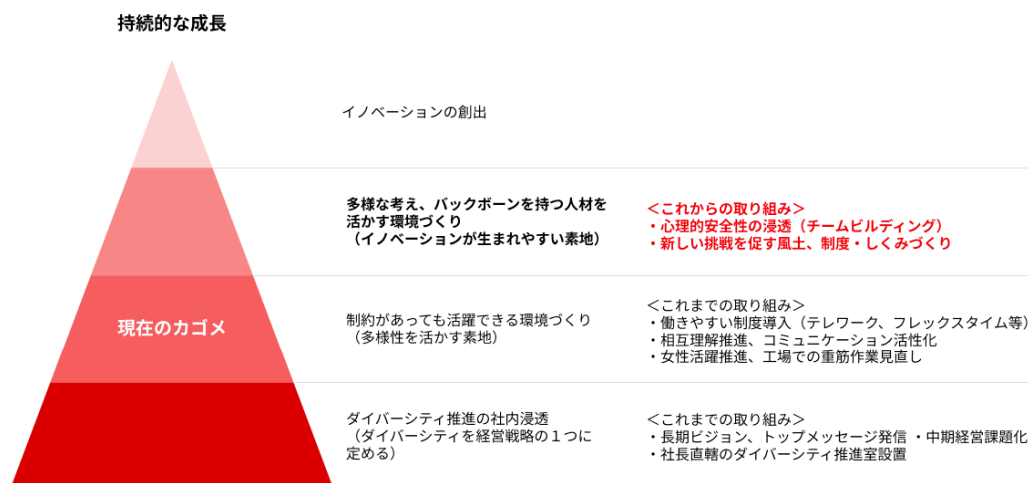 持続的な成長
イノベーションの創出
多様な考え、バックボーンを持つ人材を
活かす環境づくり
（イノベーションが生まれやすい素地）
＜これからの取り組み＞
・心理的安全性の浸透（チームビルディング）
・新しい挑戦を促す風土、制度・しくみづくり
現在のカゴメ
制約があっても活躍できる環境づくり
（多様性を活かす素地）
＜これまでの取り組み＞
・働きやすい制度導入（テレワーク、フレックスタイム等）
・相互理解推進、コミュニケーション活性化
・女性活躍推進、工場での重筋作業見直し
ダイバーシティ推進の社内浸透
（ダイバーシティを経営戦略の１つに
定める）
＜これまでの取り組み＞
・長期ビジョン、トップメッセージ発信 ・中期経営課題化
・社長直轄のダイバーシティ推進室設置